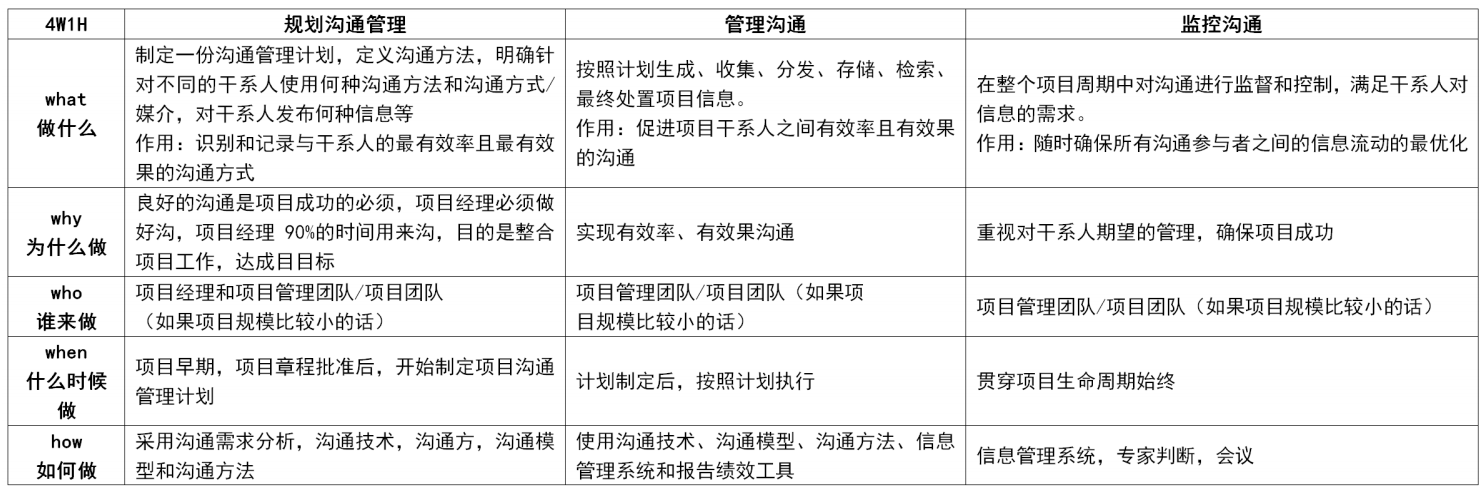 4W1H
规划沟通管理
管理沟通
监控沟通
what
做什么
制定一份沟通管理计划，定义沟通方法，明确针
对不同的干系人使用何种沟通方法和沟通方式/
媒介，对干系人发布何种信息等
作用：识别和记录与干系人的最有效率且最有效
果的沟通方式
按照计划生成、收集、分发、存储、检索、
最终处置项目信息。
作用：促进项目干系人之间有效率且有效果
的沟通
在整个项目周期中对沟通进行监督和控制，满足干系人对
信息的需求。
作用：随时确保所有沟通参与者之间的信息流动的最优化
why
为什么做
良好的沟通是项目成功的必须，项目经理必须做
好沟，项目经理 90%的时间用来沟，目的是整合
项目工作，达成目目标
实现有效率、有效果沟通
重视对干系人期望的管理，确保项目成功
who
谁来做
项目经理和项目管理团队/项目团队
（如果项目规模比较小的话）
项目管理团队/项目团队（如果项
目规模比较小的话）
项目管理团队/项目团队（如果项目规模比较小的话）
when
什么时候
做
项目早期，项目章程批准后，开始制定项目沟通
管理计划
计划制定后，按照计划执行
贯穿项目生命周期始终
how
如何做
采用沟通需求分析，沟通技术，沟通方，沟通模
型和沟通方法
使用沟通技术、沟通模型、沟通方法、信息
管理系统和报告绩效工具
信息管理系统，专家判断，会议